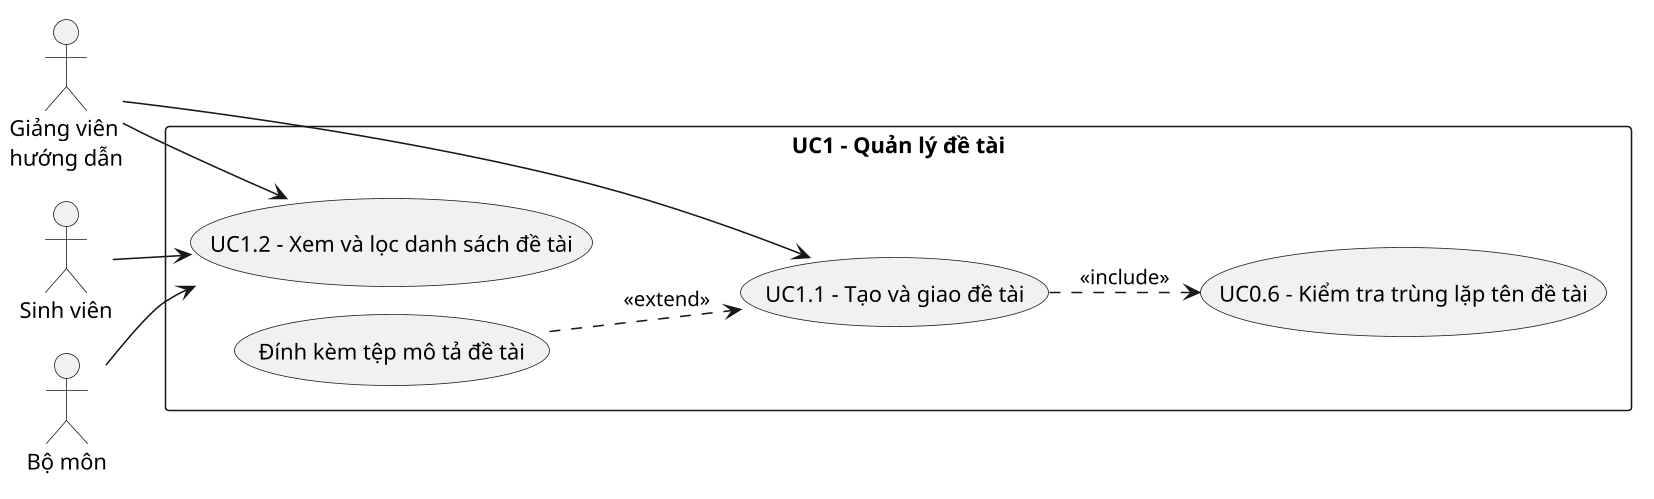 Giảng viên
hướng dẫn
UC1 - Quản lý đề tài
UC1.2 - Xem và lọc danh sách đề tài
Sinh viên
«extend»
UC1.1 - Tạo và giao đề tài
«include»
UC0.6 - Kiểm tra trùng lặp tên đề tài
Đính kèm tệp mô tả đề tài
Bộ môn